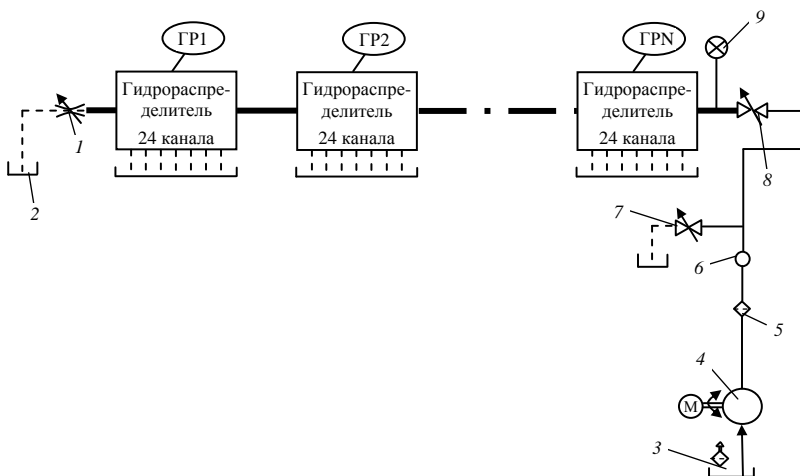 9
ГР1
ГР2
ГРN
Гидрораспре-
делитель
24 канала
Гидрораспре-
делитель
24 канала
Гидрораспре-
делитель
24 канала
1
2
8
7
6
5
4
М
3